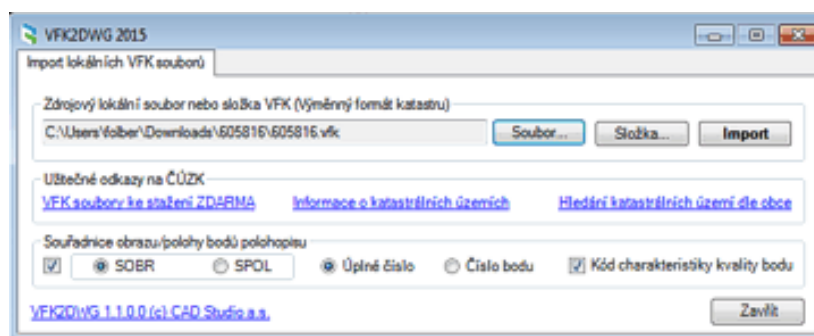 VFK2DWG 2015
Import lokálních VFK souborů
Zdrojový lokální soubor nebo složka VFK (Výměnný formát katastru)
C:\Users\folber\Downloads\605816\605816.vfk Soubor... Složka... Import
Užitečné odkazy na ČÚZK
VFK soubory ke stažení ZDARMA Informace o katastrálních územích Hledání katastrálních území dle obce
Souřadnice obrazu/polohy bodů polohopisu
SOBR SPOL Úplné číslo Číslo bodu Kód charakteristiky kvality bodu
VFK2DWG 1.1.0.0 (c) CAD Studio a.s. Zavřít